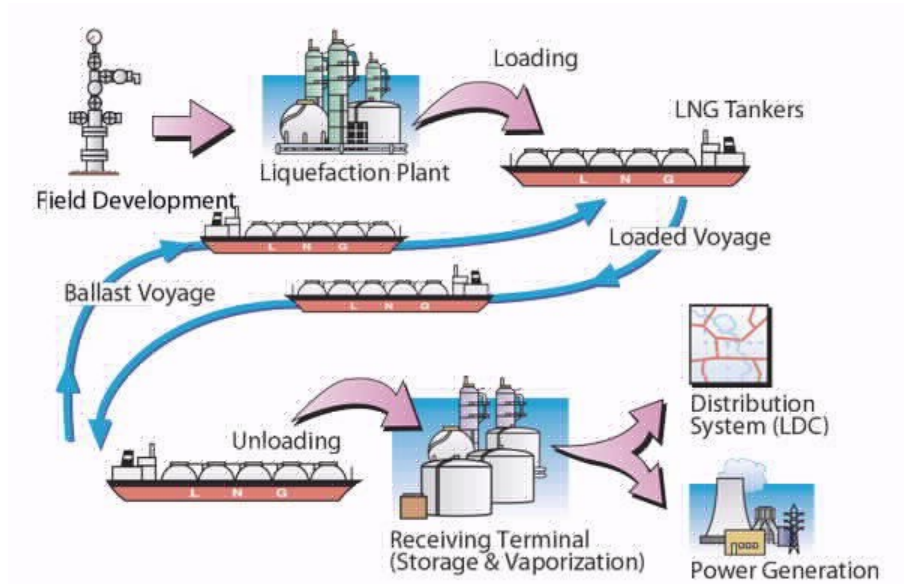 Loading
LNG Tankers
Liquefaction Plant
Field Development
L N G
L N G
Loaded Voyage
Ballast Voyage
L N G
Distribution
System (LDC)
Unloading
L N G
Receiving Terminal
(Storage & Vaporization)
Power Generation